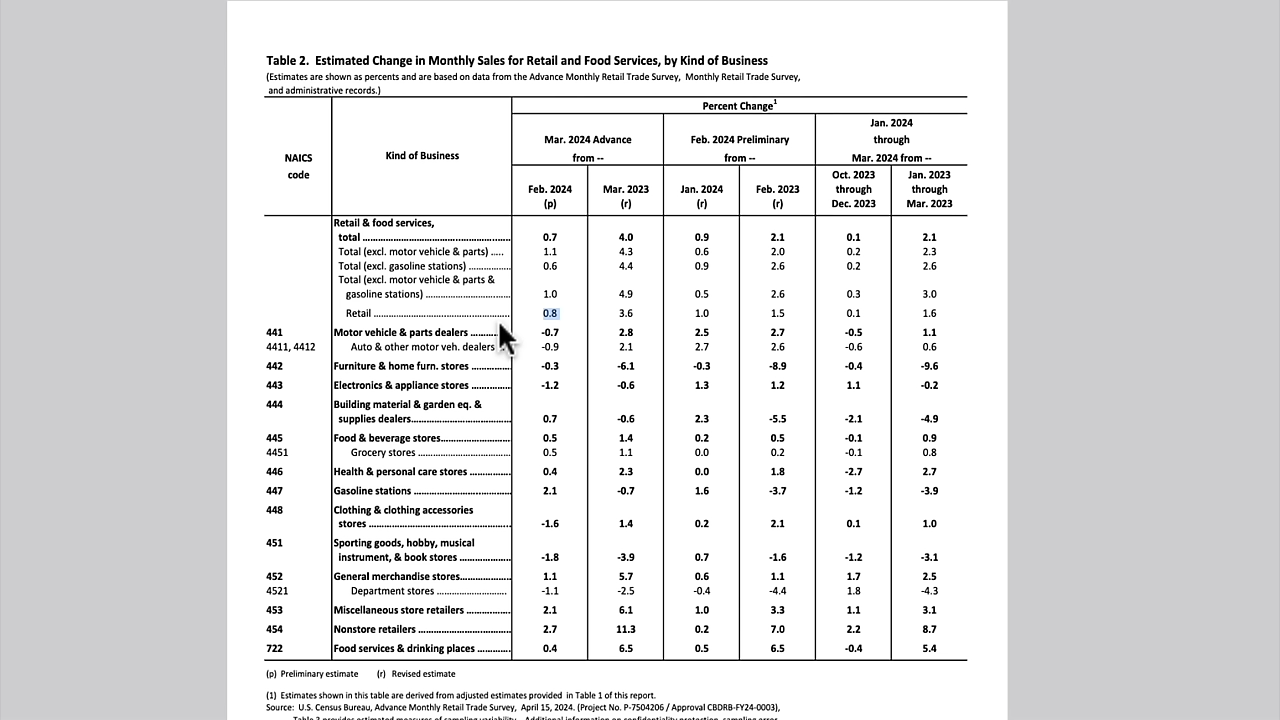 Table 2.  Estimated Change in Monthly Sales for Retail and Food Services, by Kind of Business
(Estimates are shown as percents and are based on data from the Advance Monthly Retail Trade Survey,  Monthly Retail Trade Survey,
and administrative records.)
Percent Change1
NAICS code | Kind of Business | Mar. 2024 Advance from -- | Feb. 2024 Preliminary from -- | Jan. 2024 through Mar. 2024 from --
Feb. 2024 (p) | Mar. 2023 (r) | Jan. 2024 (r) | Feb. 2023 (r) | Oct. 2023 through Dec. 2023 | Jan. 2023 through Mar. 2023
Retail & food services,
total 0.7 4.0 0.9 2.1 0.1 2.1
Total (excl. motor vehicle & parts) 1.1 4.3 0.6 2.0 0.2 2.3
Total (excl. gasoline stations) 0.6 4.4 0.9 2.6 0.2 2.6
Total (excl. motor vehicle & parts &
gasoline stations) 1.0 4.9 0.5 2.6 0.3 3.0
Retail 0.8 3.6 1.0 1.5 0.1 1.6
441 Motor vehicle & parts dealers -0.7 2.8 2.5 2.7 -0.5 1.1
4411, 4412 Auto & other motor veh. dealers -0.9 2.1 2.7 2.6 -0.6 0.6
442 Furniture & home furn. stores -0.3 -6.1 -0.3 -8.9 -0.4 -9.6
443 Electronics & appliance stores -1.2 -0.6 1.3 1.2 1.1 -0.2
444 Building material & garden eq. &
supplies dealers 0.7 -0.6 2.3 -5.5 -2.1 -4.9
445 Food & beverage stores 0.5 1.4 0.2 0.5 -0.1 0.9
4451 Grocery stores 0.5 1.1 0.0 0.2 -0.1 0.8
446 Health & personal care stores 0.4 2.3 0.0 1.8 -2.7 2.7
447 Gasoline stations 2.1 -0.7 1.6 -3.7 -1.2 -3.9
448 Clothing & clothing accessories
stores -1.6 1.4 0.2 2.1 0.1 1.0
451 Sporting goods, hobby, musical
instrument, & book stores -1.8 -3.9 0.7 -1.6 -1.2 -3.1
452 General merchandise stores 1.1 5.7 0.6 1.1 1.7 2.5
4521 Department stores -1.1 -2.5 -0.4 -4.4 1.8 -4.3
453 Miscellaneous store retailers 2.1 6.1 1.0 3.3 1.1 3.1
454 Nonstore retailers 2.7 11.3 0.2 7.0 2.2 8.7
722 Food services & drinking places 0.4 6.5 0.5 6.5 -0.4 5.4
(p)  Preliminary estimate (r)  Revised estimate
(1)  Estimates shown in this table are derived from adjusted estimates provided  in Table 1 of this report.
Source:  U.S. Census Bureau, Advance Monthly Retail Trade Survey,  April 15, 2024. (Project No. P-7504206 / Approval CBDRB-FY24-0003),